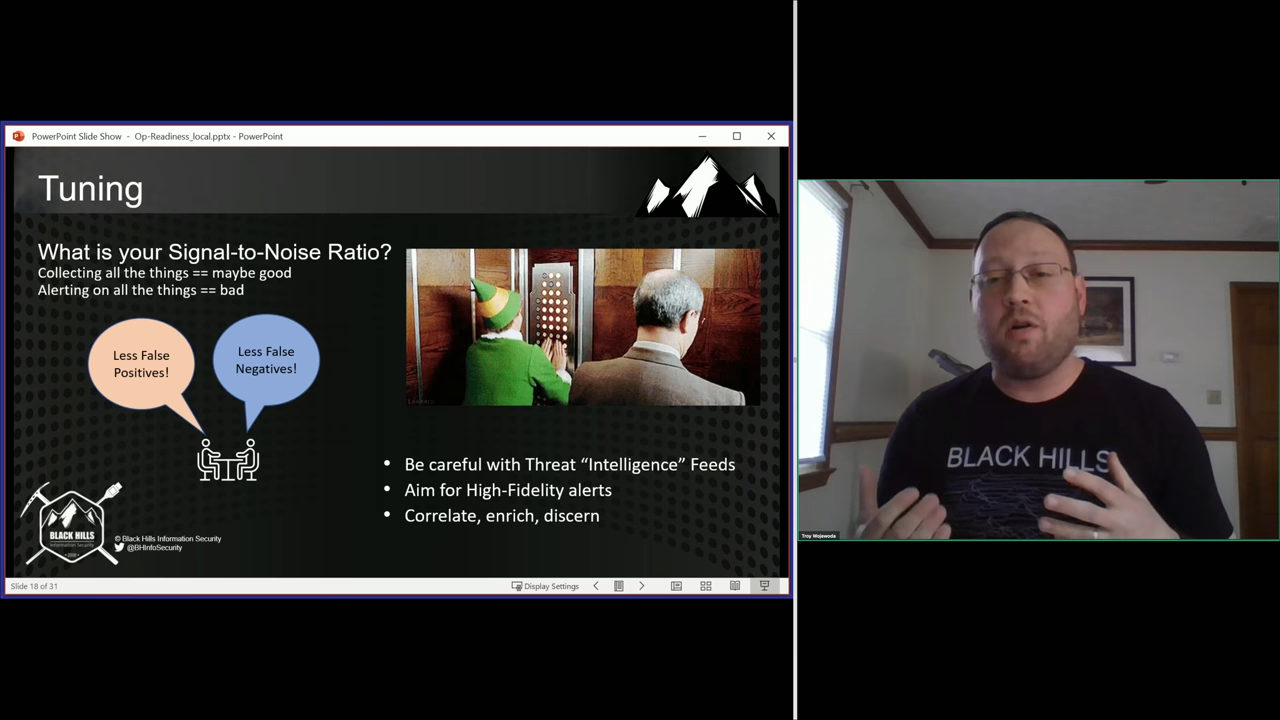 PowerPoint Slide Show - Op-Readiness_local.pptx - PowerPoint
Tuning
What is your Signal-to-Noise Ratio?
Collecting all the things == maybe good
Alerting on all the things == bad
Less False
Positives!
Less False
Negatives!
• Be careful with Threat “Intelligence” Feeds
• Aim for High-Fidelity alerts
• Correlate, enrich, discern
BLACK HILLS
Information Security
© Black Hills Information Security
@BHInfoSecurity
Slide 18 of 31
Display Settings
BLACK HILLS
Troy Wojewoda